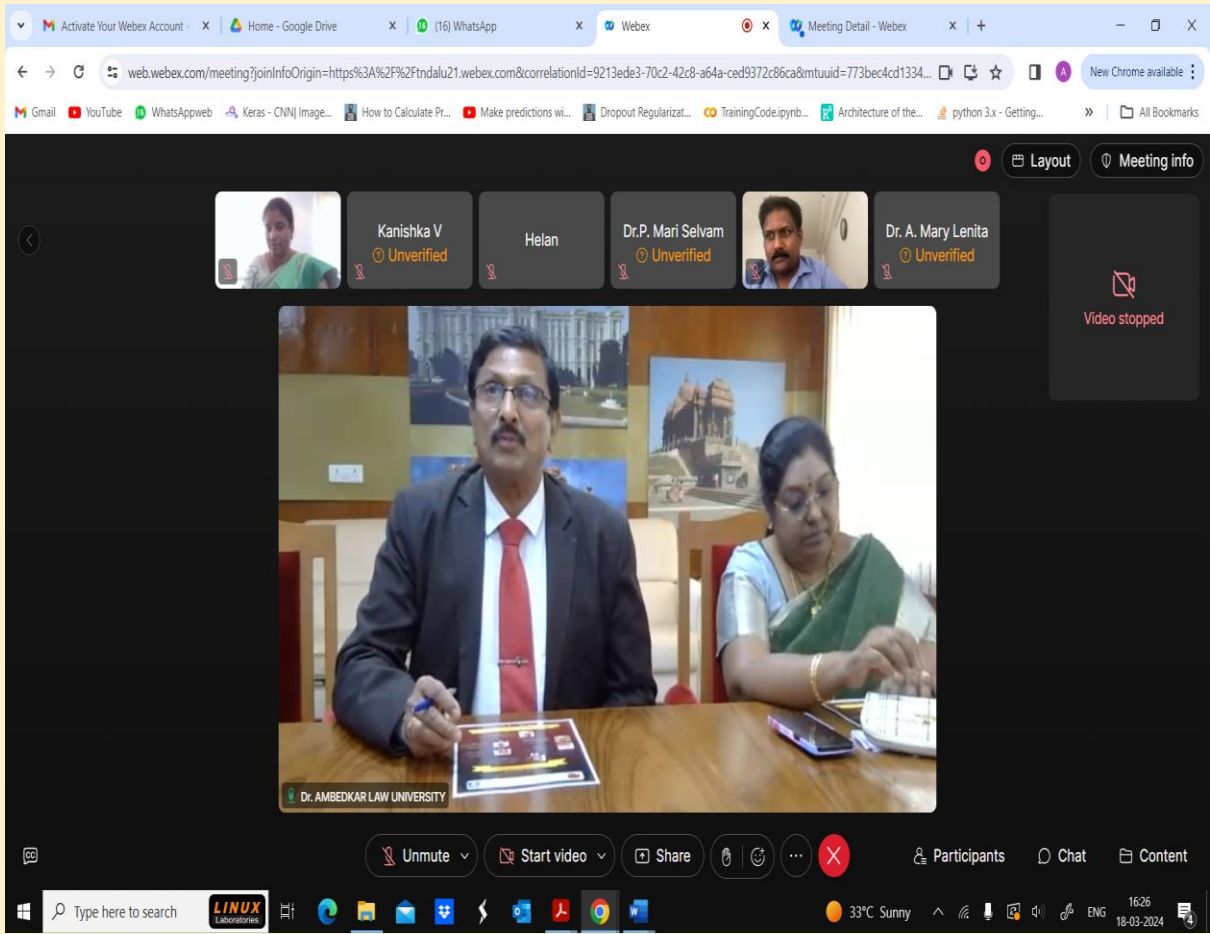 Activate Your Webex Account -
Home - Google Drive
(16) WhatsApp
Webex
Meeting Detail - Webex
web.webex.com/meeting?joinInfoOrigin=https%3A%2F%2Ftndalu21.webex.com&correlationId=9213ede3-70c2-42c8-a64a-ced9372c86ca&mtuuid=773bec4cd1334...
A
New Chrome available
Gmail
YouTube
WhatsAppweb
Keras - CNN| Image...
How to Calculate Pr...
Make predictions wi...
Dropout Regularizat...
TrainingCode.ipynb...
Architecture of the...
python 3.x - Getting...
»
All Bookmarks
Layout
Meeting info
Kanishka V
Unverified
Helan
Dr.P. Mari Selvam
Unverified
Dr. A. Mary Lenita
Unverified
Video stopped
Dr. AMBEDKAR LAW UNIVERSITY
CC
Unmute
Start video
Share
Participants
Chat
Content
Type here to search
LINUX
Laboratories
33°C Sunny
ENG
16:26
18-03-2024
4